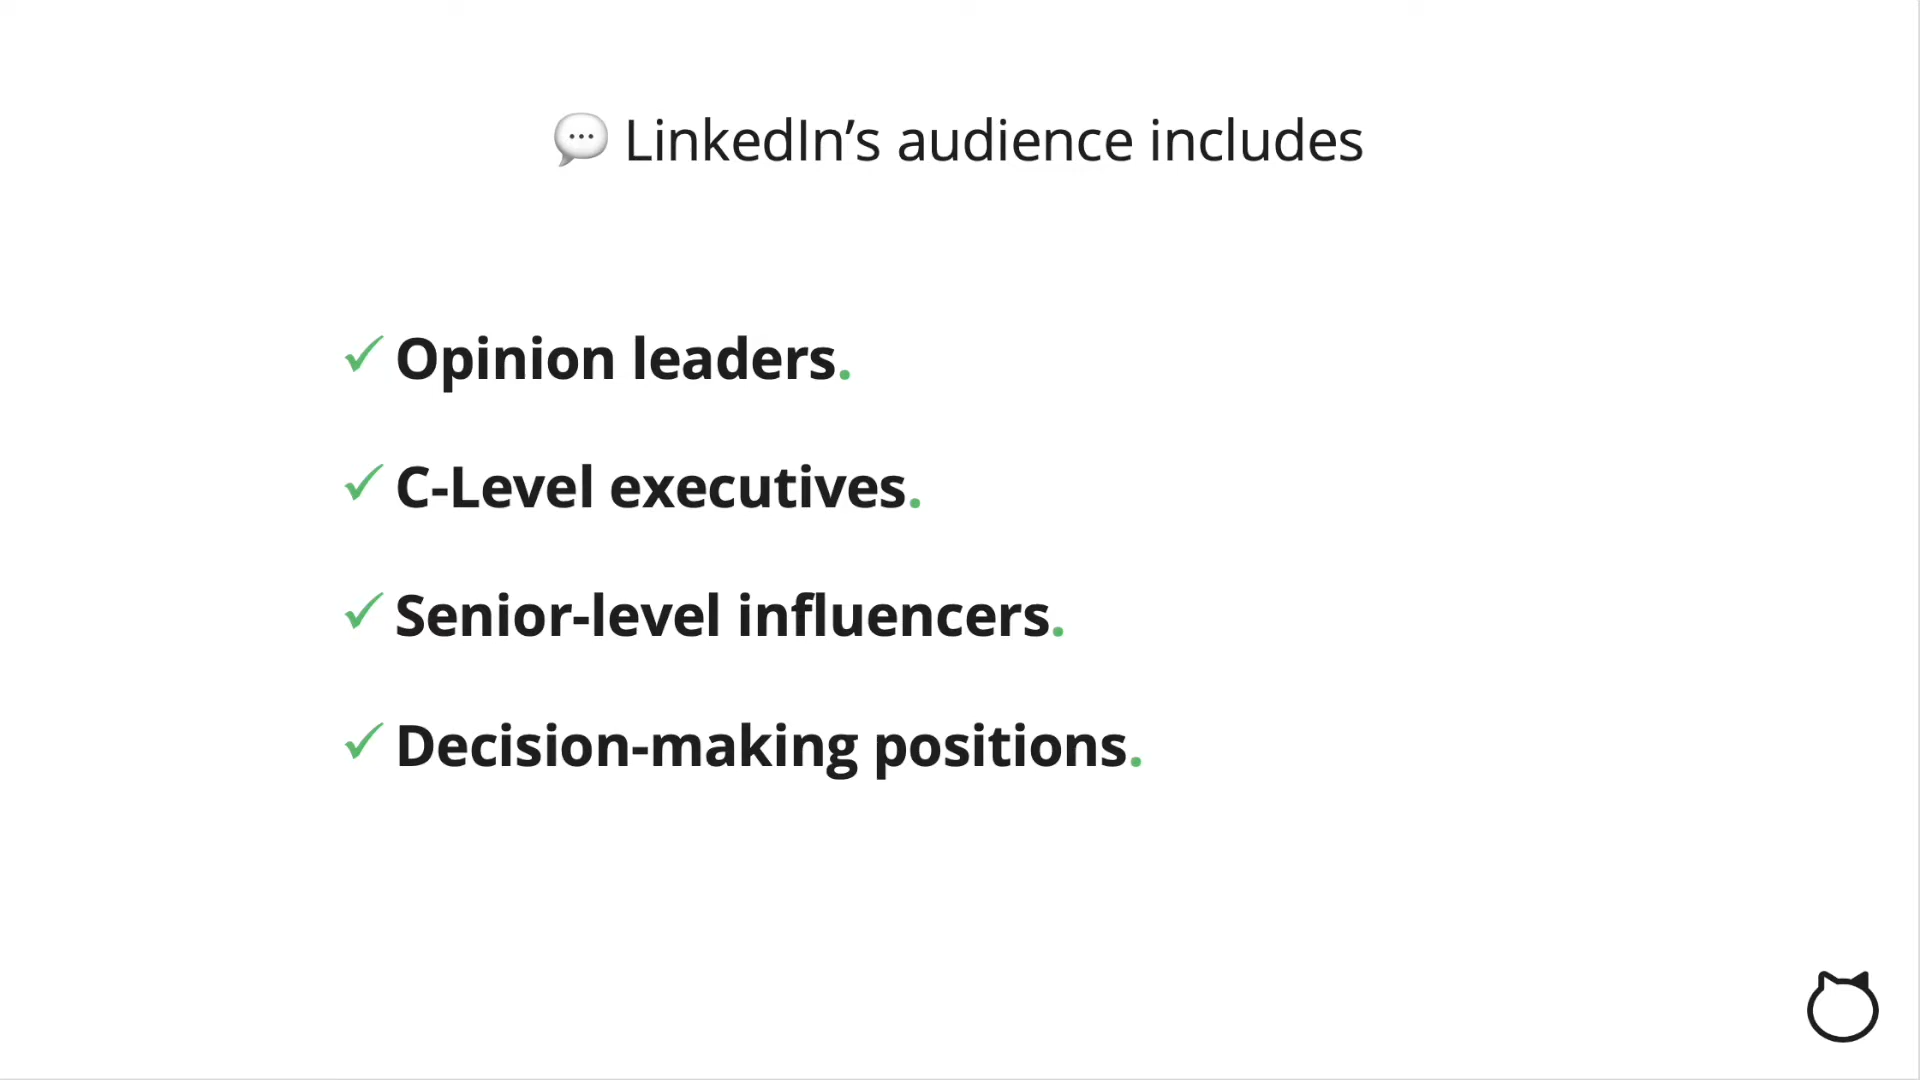 💬 LinkedIn’s audience includes
✓ Opinion leaders.
✓ C-Level executives.
✓ Senior-level influencers.
✓ Decision-making positions.